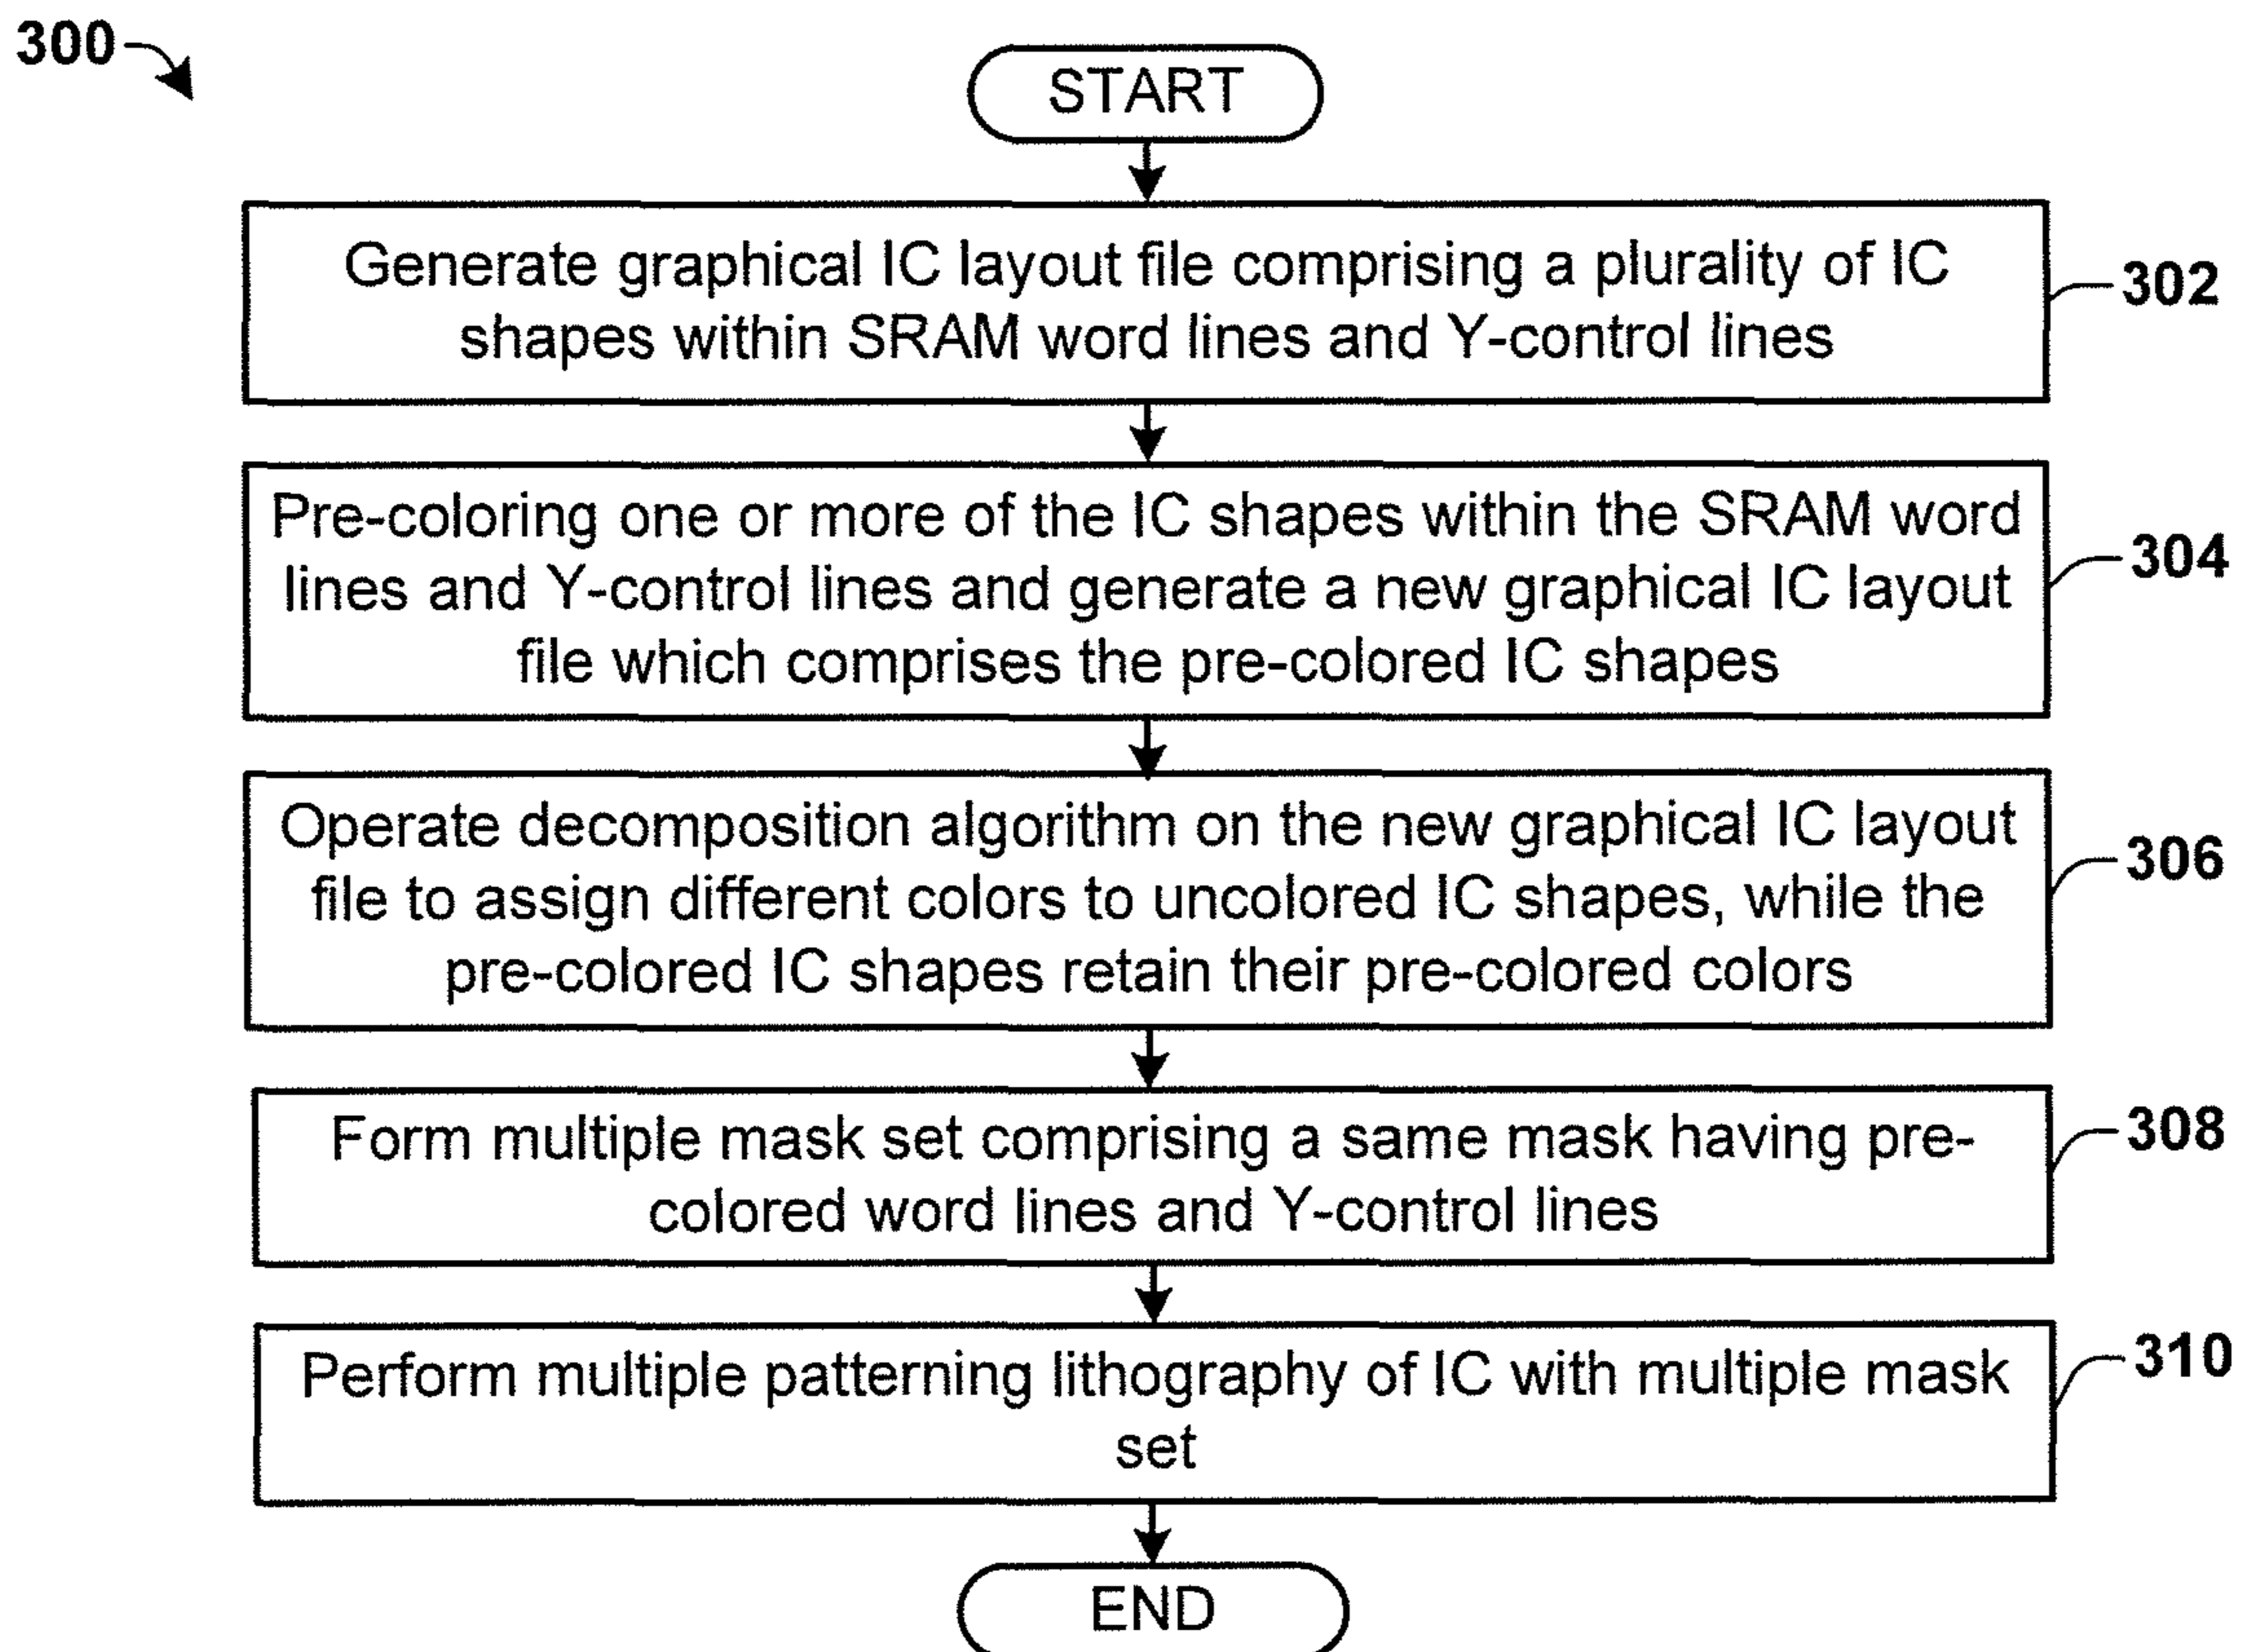 300
START
Generate graphical IC layout file comprising a plurality of IC
shapes within SRAM word lines and Y-control lines
302
Pre-coloring one or more of the IC shapes within the SRAM word
lines and Y-control lines and generate a new graphical IC layout
file which comprises the pre-colored IC shapes
304
Operate decomposition algorithm on the new graphical IC layout
file to assign different colors to uncolored IC shapes, while the
pre-colored IC shapes retain their pre-colored colors
306
Form multiple mask set comprising a same mask having pre-
colored word lines and Y-control lines
308
Perform multiple patterning lithography of IC with multiple mask
set
310
END